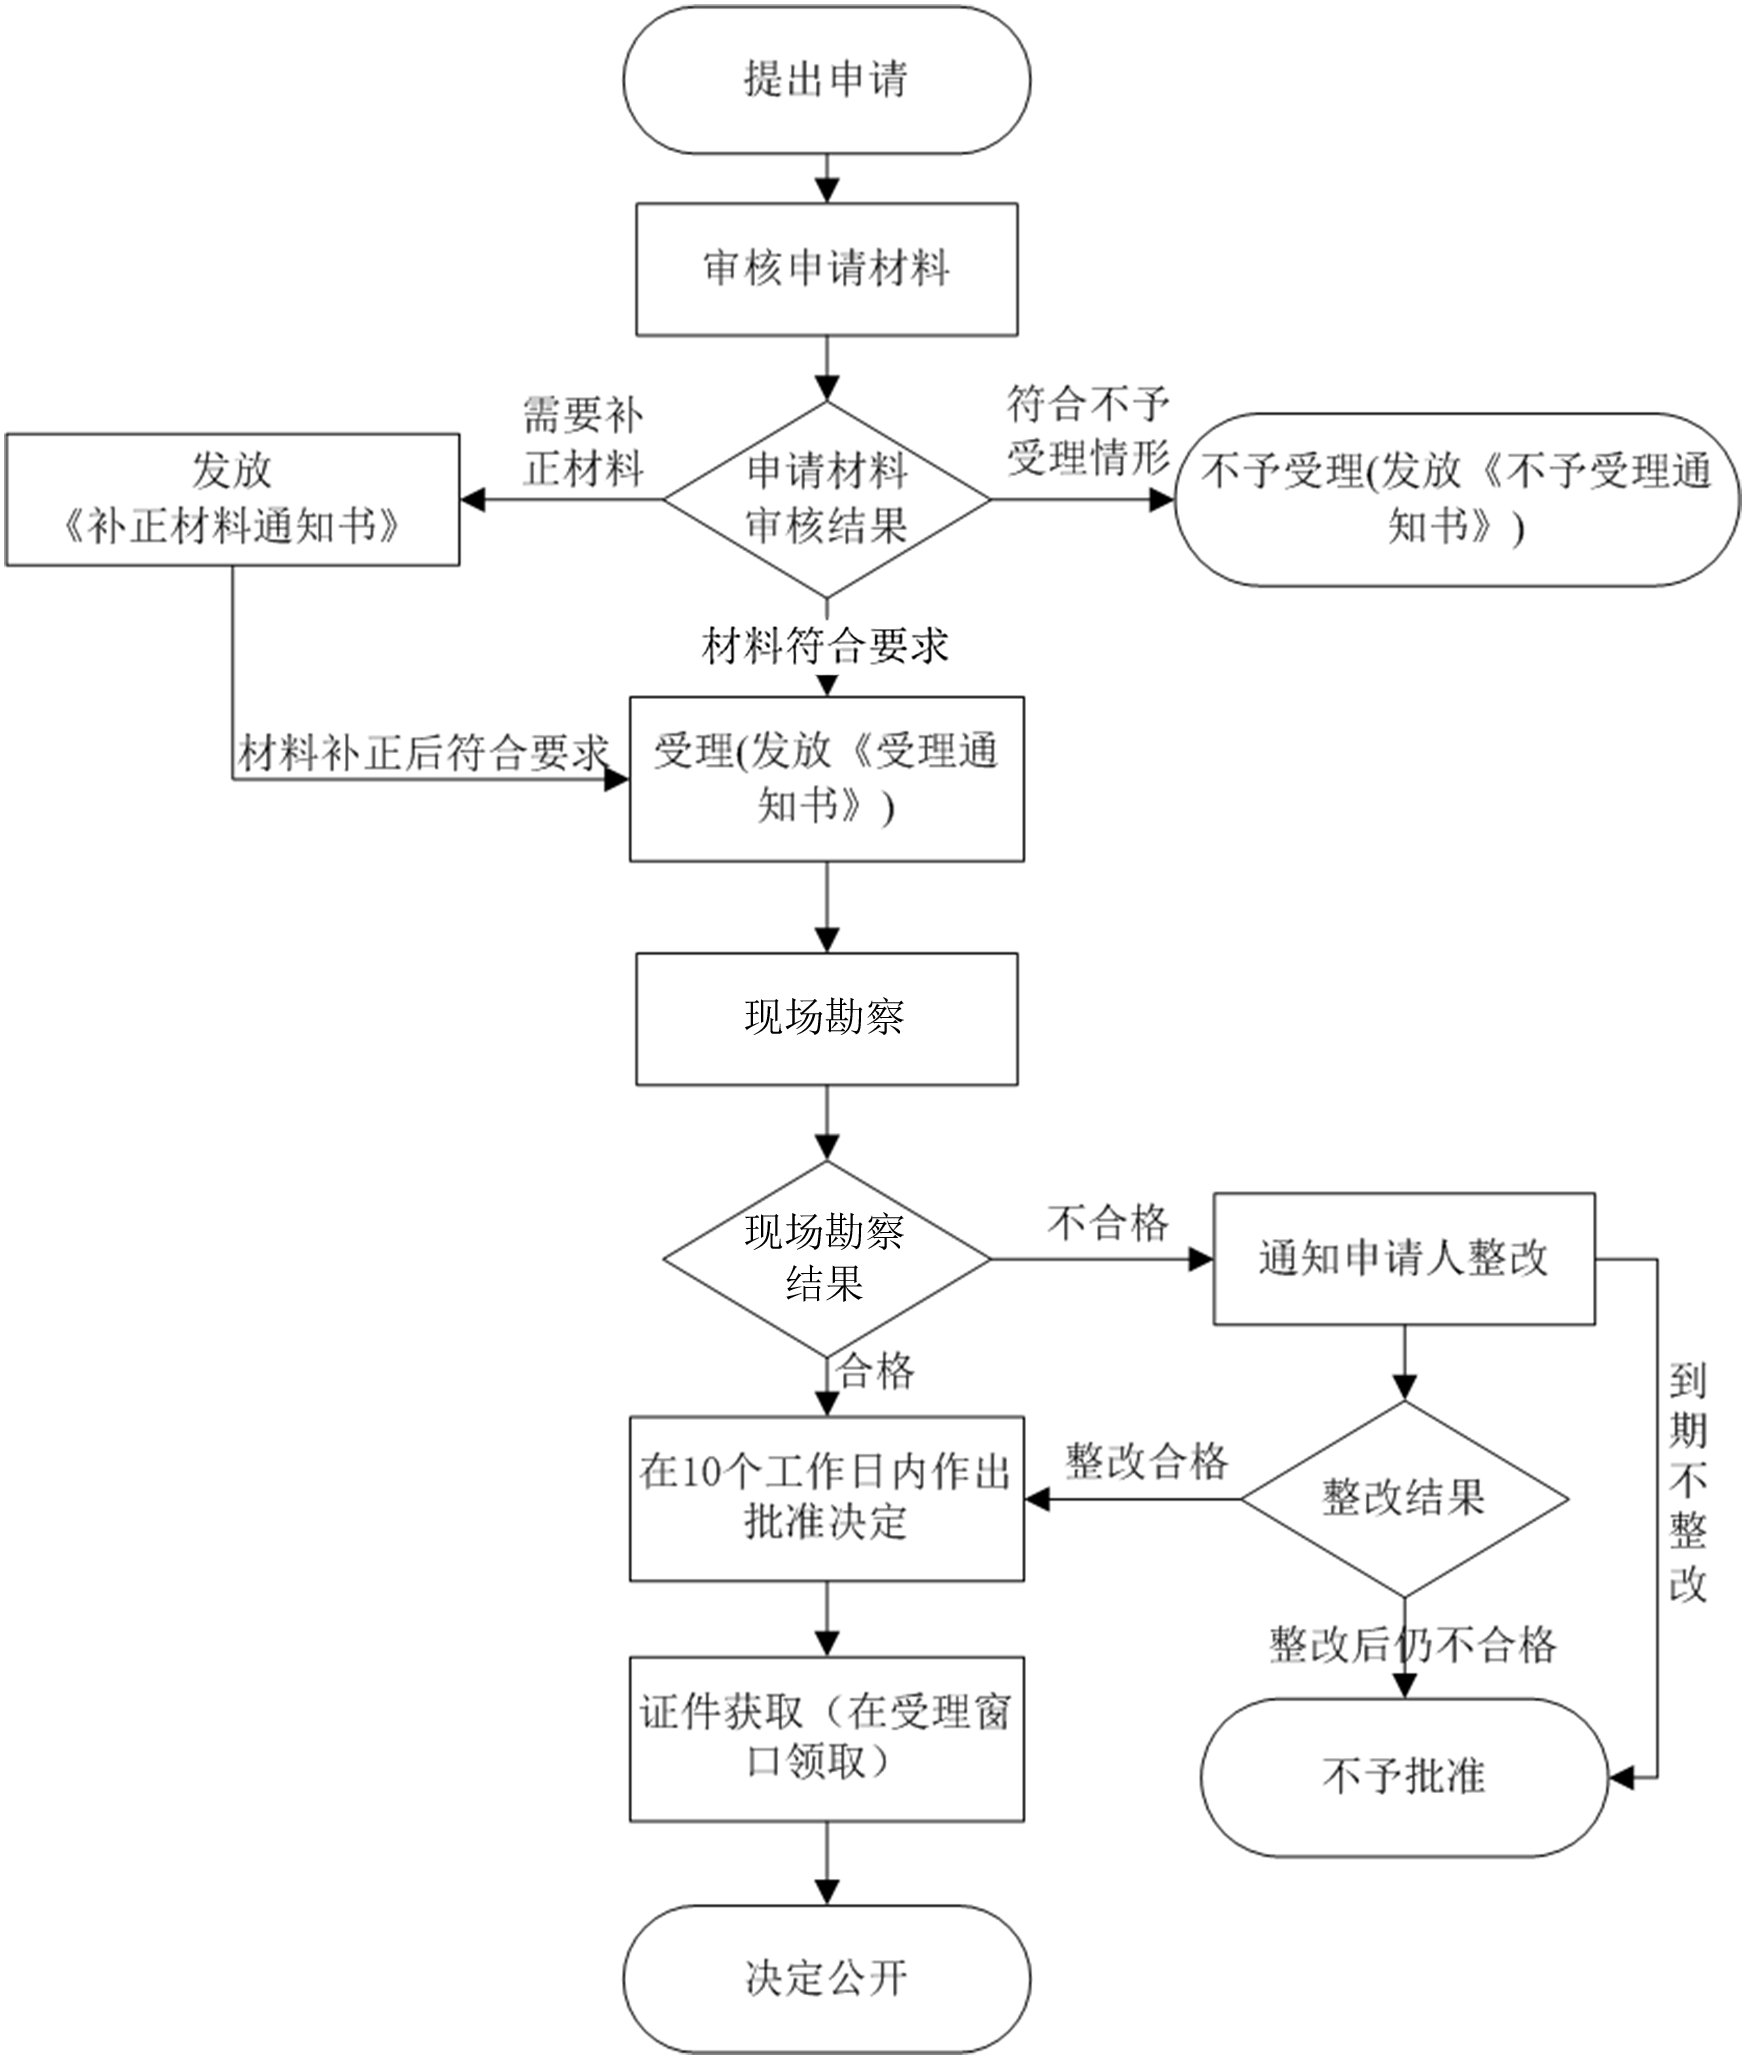 提出申请
审核申请材料
需要补
正材料
符合不予
受理情形
发放
《补正材料通知书》
申请材料
审核结果
不予受理(发放《不予受理通
知书》)
材料符合要求
材料补正后符合要求
受理(发放《受理通
知书》)
现场勘察
现场勘察
结果
不合格
通知申请人整改
合格
到
期
不
整
改
在10个工作日内作出
批准决定
整改合格
整改结果
整改后仍不合格
证件获取（在受理窗
口领取）
不予批准
决定公开